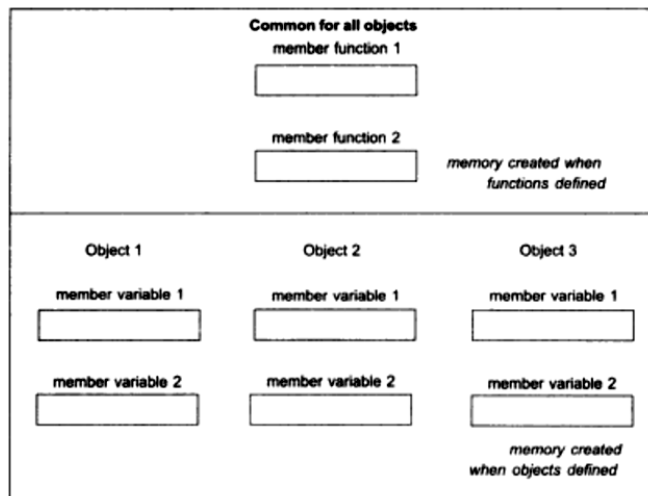 Common for all objects
member function 1
member function 2
memory created when
functions defined
Object 1
Object 2
Object 3
member variable 1
member variable 1
member variable 1
member variable 2
member variable 2
member variable 2
memory created
when objects defined